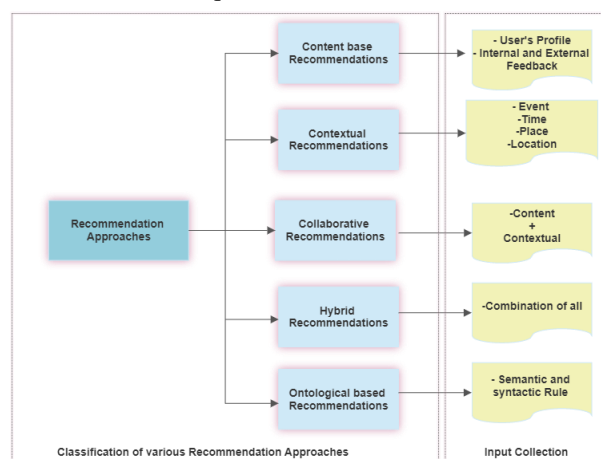 Content base
Recommendations
- User's Profile
- Internal and External
Feedback
Contextual
Recommendations
- Event
-Time
-Place
-Location
Recommendation
Approaches
Collaborative
Recommendations
-Content
+
Contextual
Hybrid
Recommendations
-Combination of all
Ontological based
Recommendations
- Semantic and
syntactic Rule
Classification of various Recommendation Approaches
Input Collection